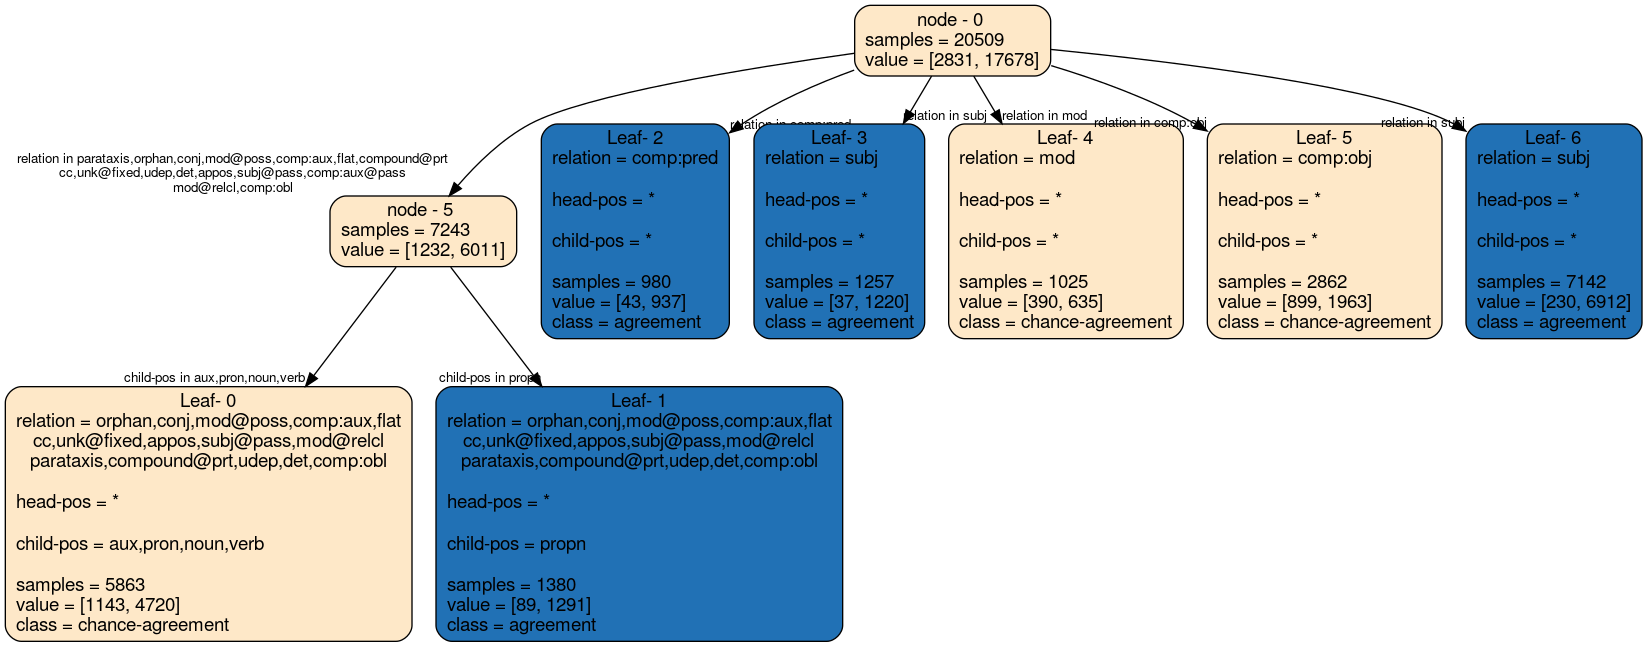 node - 0
samples = 20509
value = [2831, 17678]
relation in parataxis,orphan,conj,mod@poss,comp:aux,flat,compound@prt
cc,unk@fixed,udep,det,appos,subj@pass,comp:aux@pass
mod@relcl,comp:obl
relation in comp:pred
relation in subj
relation in mod
relation in comp:obj
relation in subj
node - 5
samples = 7243
value = [1232, 6011]
Leaf- 2
relation = comp:pred
head-pos = *
child-pos = *
samples = 980
value = [43, 937]
class = agreement
Leaf- 3
relation = subj
head-pos = *
child-pos = *
samples = 1257
value = [37, 1220]
class = agreement
Leaf- 4
relation = mod
head-pos = *
child-pos = *
samples = 1025
value = [390, 635]
class = chance-agreement
Leaf- 5
relation = comp:obj
head-pos = *
child-pos = *
samples = 2862
value = [899, 1963]
class = chance-agreement
Leaf- 6
relation = subj
head-pos = *
child-pos = *
samples = 7142
value = [230, 6912]
class = agreement
child-pos in aux,pron,noun,verb
child-pos in propn
Leaf- 0
relation = orphan,conj,mod@poss,comp:aux,flat
cc,unk@fixed,appos,subj@pass,mod@relcl
parataxis,compound@prt,udep,det,comp:obl
head-pos = *
child-pos = aux,pron,noun,verb
samples = 5863
value = [1143, 4720]
class = chance-agreement
Leaf- 1
relation = orphan,conj,mod@poss,comp:aux,flat
cc,unk@fixed,appos,subj@pass,mod@relcl
parataxis,compound@prt,udep,det,comp:obl
head-pos = *
child-pos = propn
samples = 1380
value = [89, 1291]
class = agreement